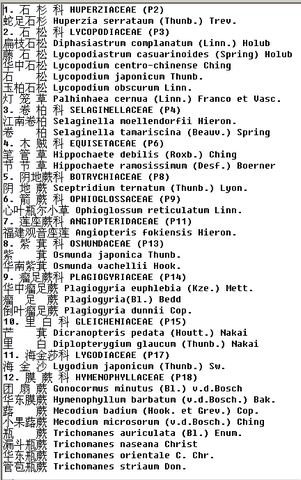 1. 石 杉 科 HUPERZIACEAE (P2)
蛇足石杉 Huperzia serrataum (Thunb.) Trev.
2. 石 松 科 LYCOPODIACEAE (P3)
扁枝石松 Diphasiastrum complanatum (Linn.) Holub
藤 石 松 Lycopodiastrum casuarinoides (Spring) Holub
华中石松 Lycopodium centro-chinense Ching
石 松 Lycopodium japonicum Thunb.
玉柏石松 Lycopodium obscurum Linn.
灯 笼 草 Palhinhaea cernua (Linn.) Franco et Vasc.
3. 卷 柏 科 SELAGINELLACEAE (P4)
江南卷柏 Selaginella moellendorfii Hieron.
卷 柏 Selaginella tamariscina (Beauv.) Spring
4. 木 贼 科 EQUISETACEAE (P6)
笔 管 草 Hippochaete debilis (Roxb.) Ching
节 节 草 Hippochaete ramosissimum (Desf.) Boerner
5. 阴地蕨科 BOTRYCHIACEAE (P8)
阴 地 蕨 Sceptridium ternatum (Thunb.) Lyon.
6. 箭 蕨 科 OPHIOGLOSSACEAE (P9)
心叶瓶尔小草 Ophioglossum reticulatum Linn.
7. 莲座蕨科 ANGIOPTERIDACEAE (P11)
福建观音座莲 Angiopteris fokiensis Hieron.
8. 紫 萁 科 OSMUNDACEAE (P13)
紫 萁 Osmunda japonica Thunb.
华南紫萁 Osmunda vachellii Hook.
9. 瘤足蕨科 PLAGIOGYRIACEAE (P14)
华中瘤足蕨 Plagiogyria euphlebia (Kze.) Mett.
瘤 足 蕨 Plagiogyria(Bl.) Bedd
倒叶瘤足蕨 Plagiogyria dunnii Cop.
10. 里 白 科 GLEICHENIACEAE (P15)
芒 萁 Dicranopteris pedata (Houtt.) Nakai
里 白 Diplopterygium glaucum (Thunb.) Nakai
11. 海金莎科 LYGODIACEAE (P17)
海 金 沙 Lygodium japonicum (Thunb.) Sw.
12. 膜 蕨 科 HYMENOPHYLLACEAE (P18)
团 扇 蕨 Gonocormus minutus (Bl.) v.d.Bosch
华东膜蕨 Hymenophyllum barbatum (v.d.Bosch) Bak.
蕗 蕨 Mecodium badium (Hook. et Grev.) Cop.
小果蕗蕨 Mecodium microsorum (v.d.Bosch) Ching
瓶 蕨 Trichomanes auriculata (Bl.) Enum.
漏斗瓶蕨 Trichomanes naseana Christ
华东瓶蕨 Trichomanes orientale C. Chr.
管苞瓶蕨 Trichomanes striaum Don.